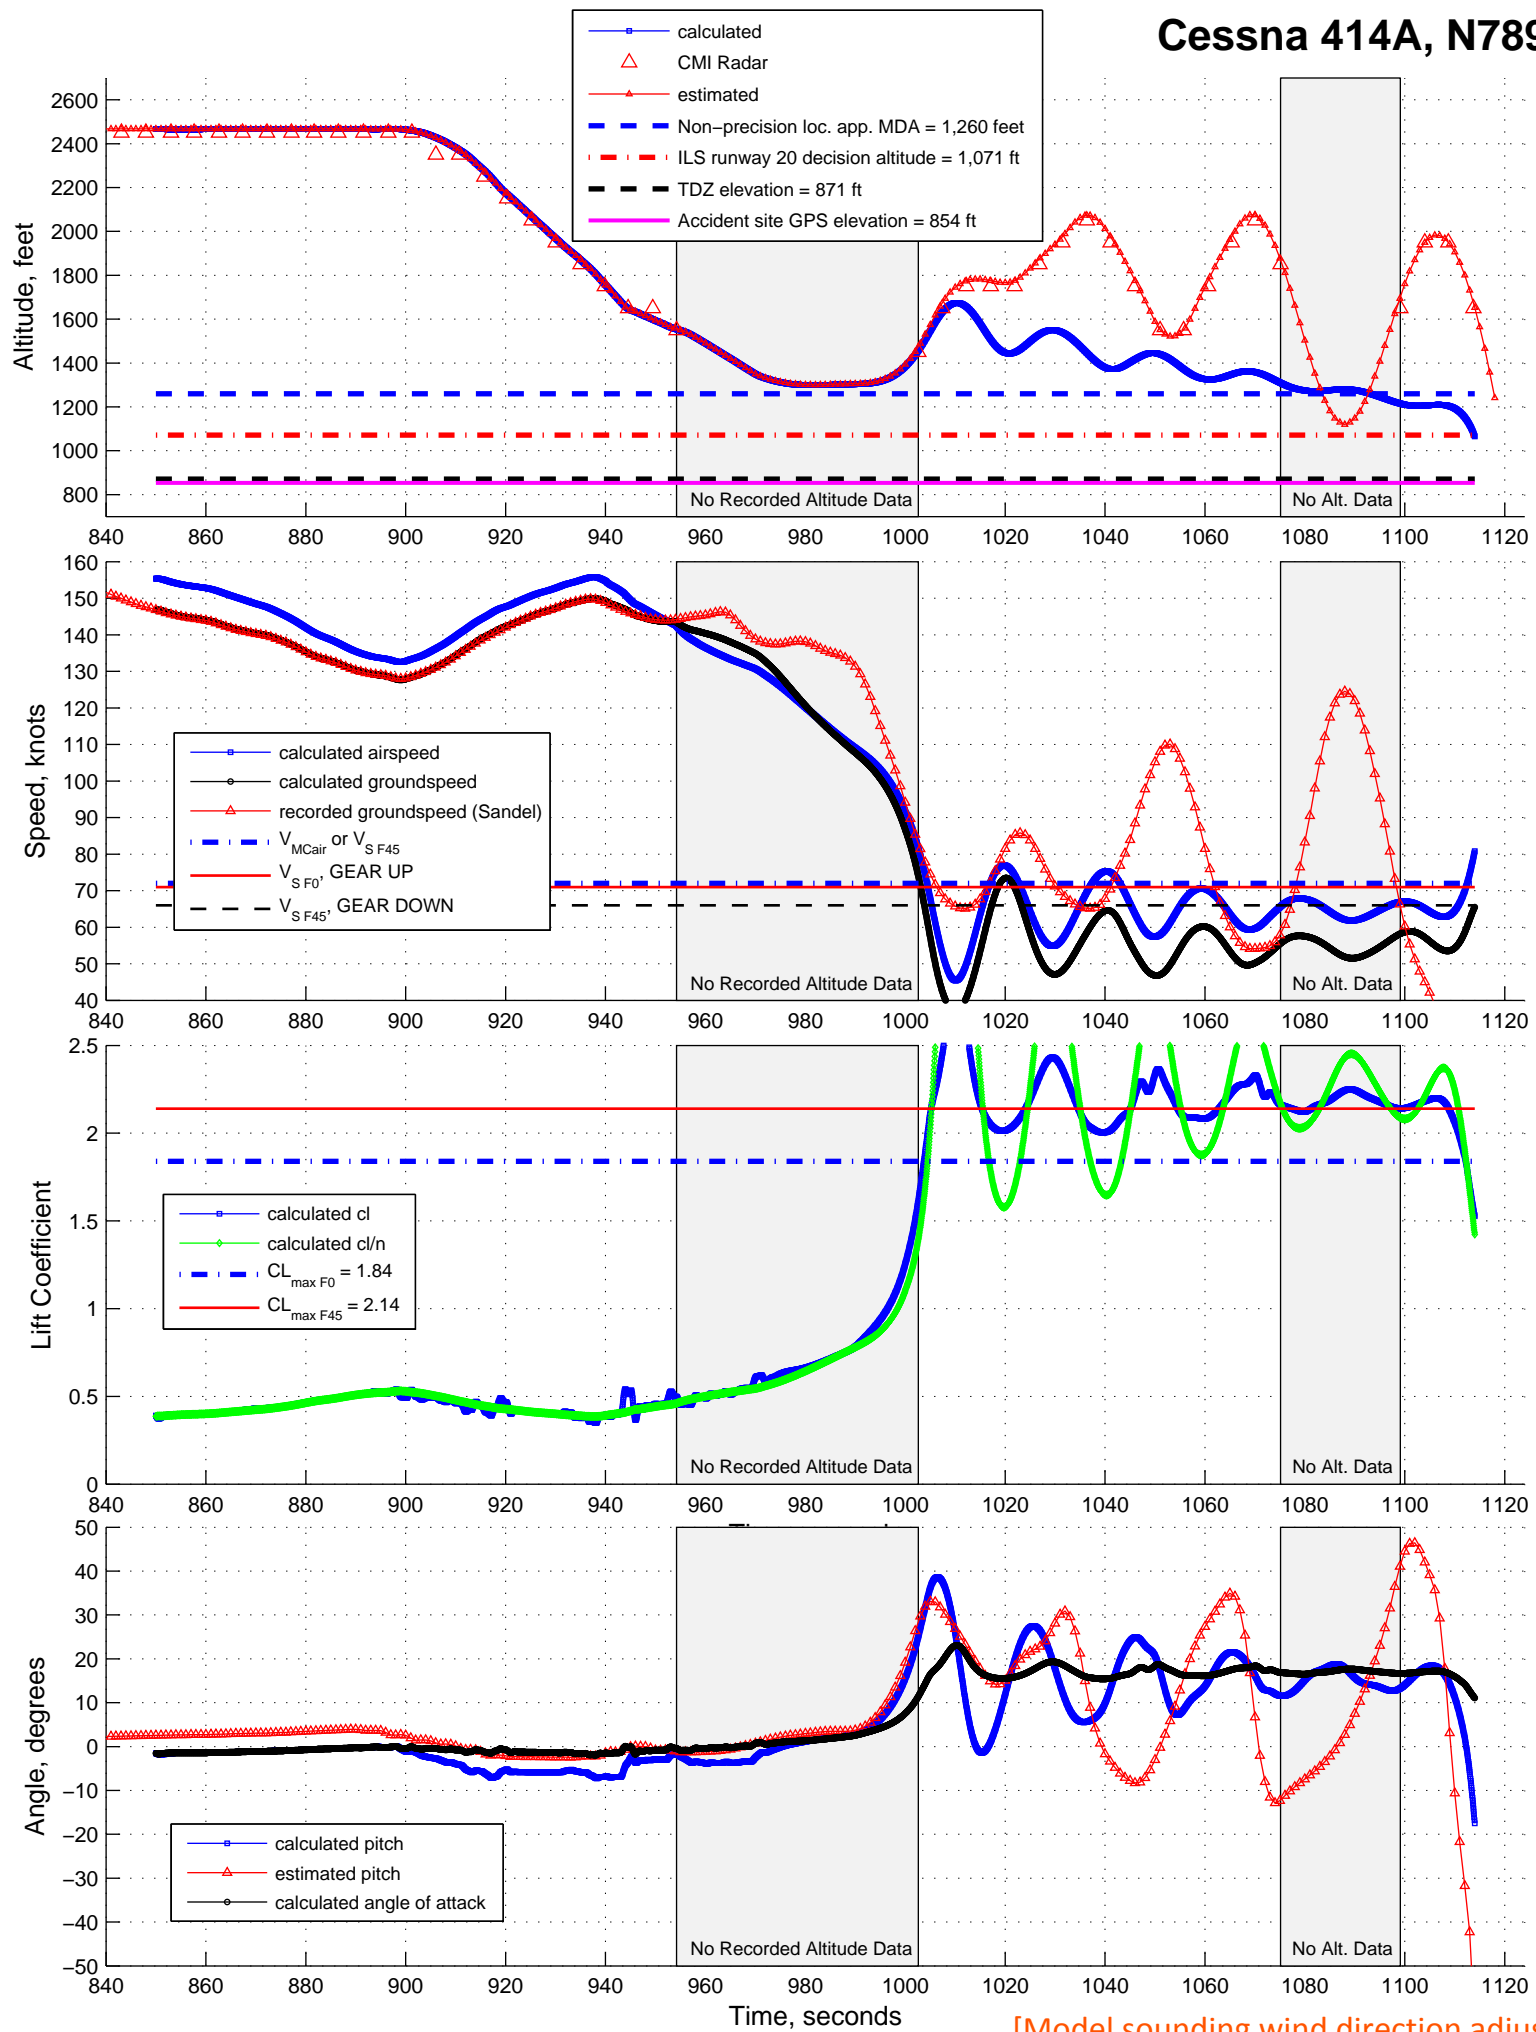 Cessna 414A, N789
calculated
CMI Radar
estimated
Non−precision loc. app. MDA = 1,260 feet
ILS runway 20 decision altitude = 1,071 ft
TDZ elevation = 871 ft
Accident site GPS elevation = 854 ft
Altitude, feet
2600
2400
2200
2000
1800
1600
1400
1200
1000
800
No Recorded Altitude Data
No Alt. Data
840 860 880 900 920 940 960 980 1000 1020 1040 1060 1080 1100 1120
Speed, knots
160
150
140
130
120
110
100
90
80
70
60
50
40
calculated airspeed
calculated groundspeed
recorded groundspeed (Sandel)
V MCair or V S F45
V S F0, GEAR UP
V S F45, GEAR DOWN
No Recorded Altitude Data
No Alt. Data
840 860 880 900 920 940 960 980 1000 1020 1040 1060 1080 1100 1120
Lift Coefficient
2.5
2
1.5
1
0.5
0
calculated cl
calculated cl/n
CL max F0 = 1.84
CL max F45 = 2.14
No Recorded Altitude Data
No Alt. Data
840 860 880 900 920 940 960 980 1000 1020 1040 1060 1080 1100 1120
Angle, degrees
50
40
30
20
10
0
−10
−20
−30
−40
−50
calculated pitch
estimated pitch
calculated angle of attack
No Recorded Altitude Data
No Alt. Data
840 860 880 900 920 940 960 980 1000 1020 1040 1060 1080 1100 1120
Time, seconds
[Model sounding wind direction adjus